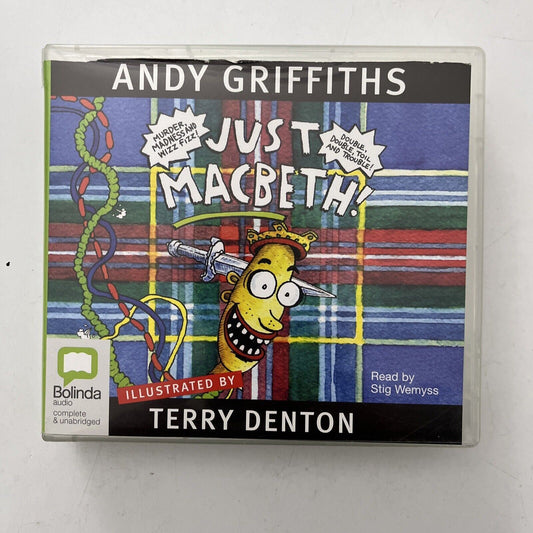 ANDY GRIFFITHS
MURDER,
MADNESS AND
WIZZ FIZZ!
JUST
MACBETH!
DOUBLE,
DOUBLE, TOIL
AND TROUBLE!
Bolinda
audio
complete
& unabridged
ILLUSTRATED BY
TERRY DENTON
Read by
Stig Wemyss